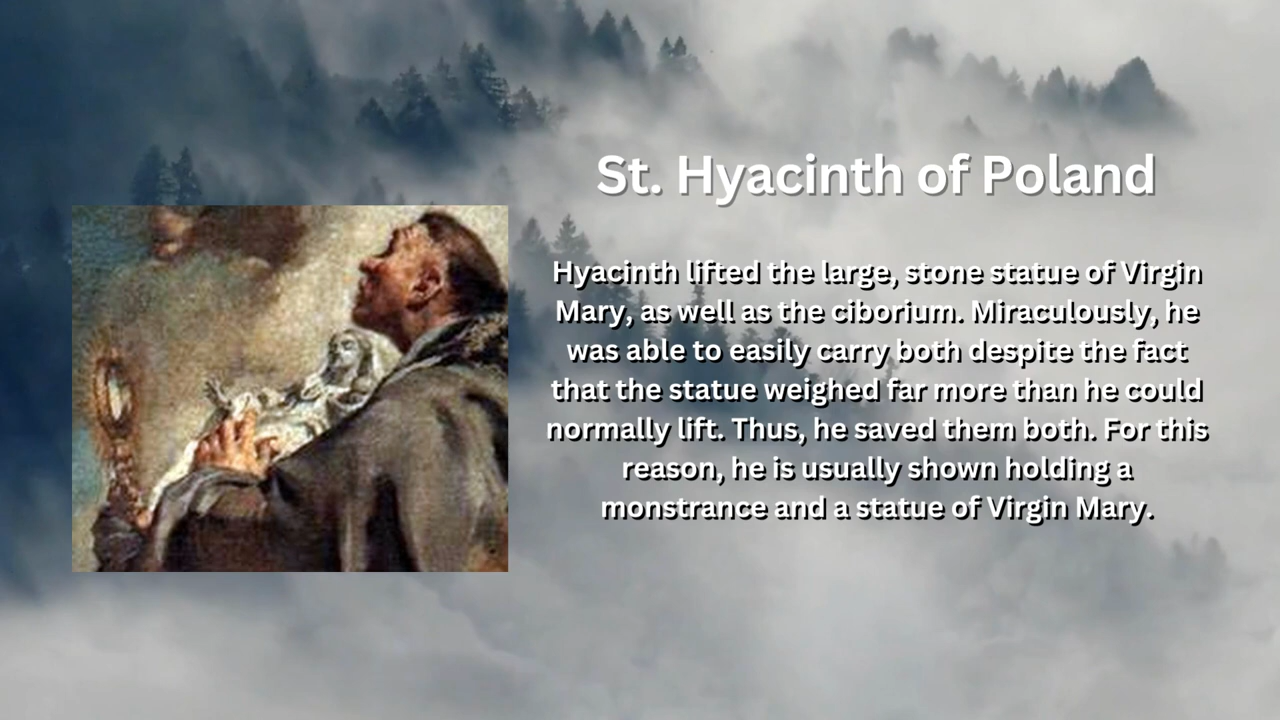 St. Hyacinth of Poland
Hyacinth lifted the large, stone statue of Virgin
Mary, as well as the ciborium. Miraculously, he
was able to easily carry both despite the fact
that the statue weighed far more than he could
normally lift. Thus, he saved them both. For this
reason, he is usually shown holding a
monstrance and a statue of Virgin Mary.